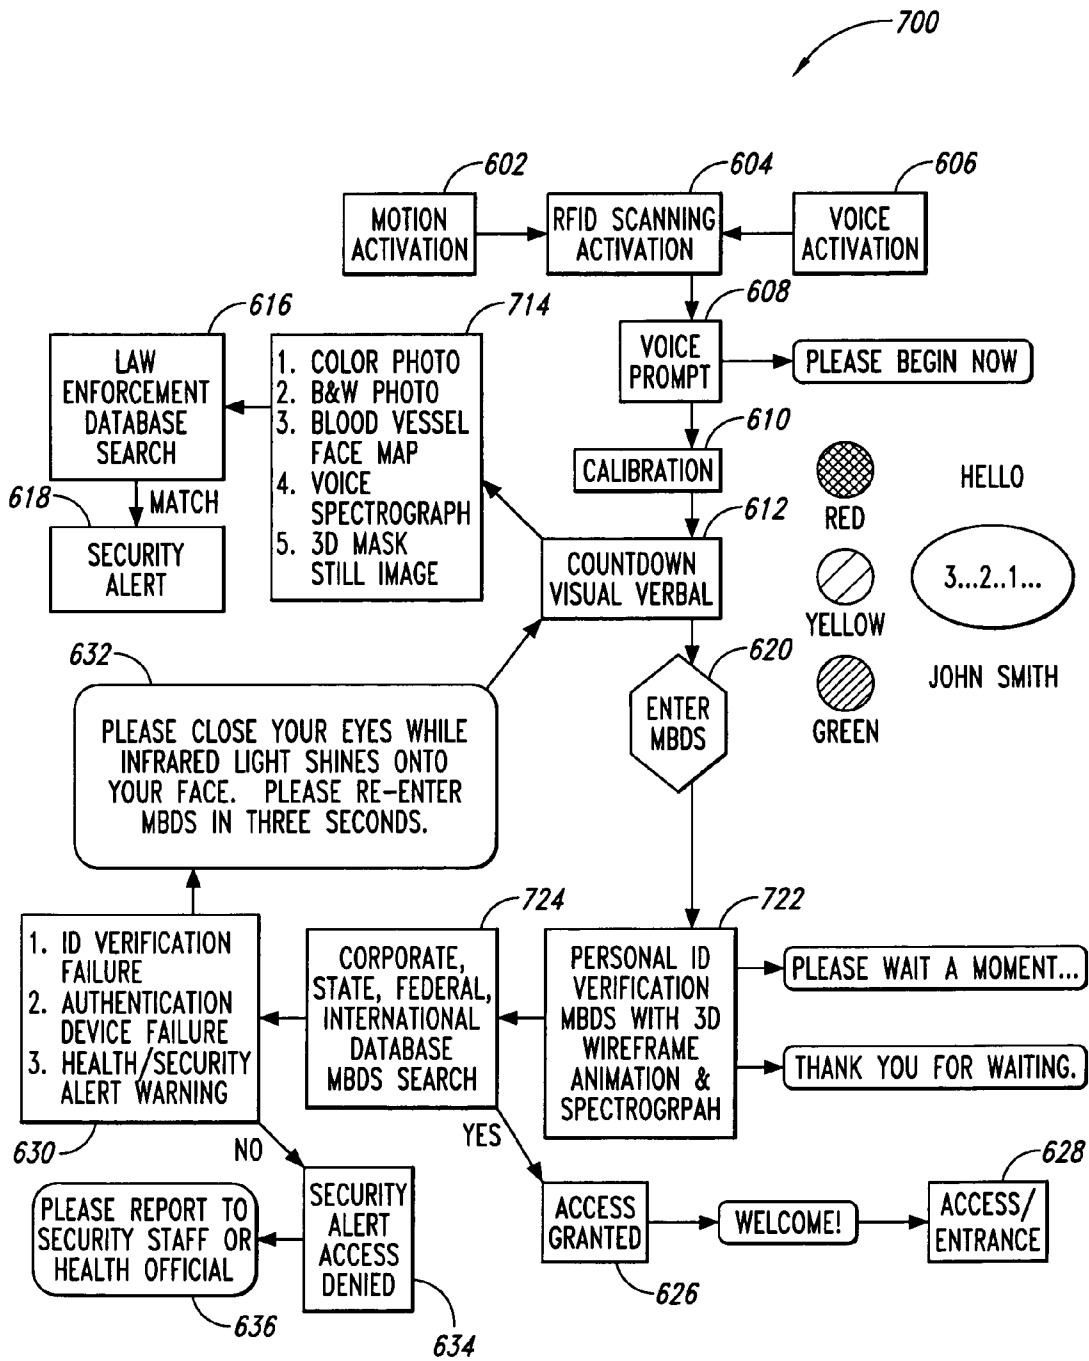 700
602
604
606
MOTION
ACTIVATION
RFID SCANNING
ACTIVATION
VOICE
ACTIVATION
616
714
608
LAW
ENFORCEMENT
DATABASE
SEARCH
1. COLOR PHOTO
2. B&W PHOTO
3. BLOOD VESSEL
FACE MAP
4. VOICE
SPECTROGRAPH
5. 3D MASK
STILL IMAGE
VOICE
PROMPT
PLEASE BEGIN NOW
610
CALIBRATION
618
MATCH
SECURITY
ALERT
612
COUNTDOWN
VISUAL VERBAL
RED
HELLO
YELLOW
3...2..1...
GREEN
JOHN SMITH
632
PLEASE CLOSE YOUR EYES WHILE
INFRARED LIGHT SHINES ONTO
YOUR FACE. PLEASE RE-ENTER
MBDS IN THREE SECONDS.
620
ENTER
MBDS
724
722
1. ID VERIFICATION
FAILURE
2. AUTHENTICATION
DEVICE FAILURE
3. HEALTH/SECURITY
ALERT WARNING
CORPORATE,
STATE, FEDERAL,
INTERNATIONAL
DATABASE
MBDS SEARCH
PERSONAL ID
VERIFICATION
MBDS WITH 3D
WIREFRAME
ANIMATION &
SPECTROGRPAH
PLEASE WAIT A MOMENT...
THANK YOU FOR WAITING.
630
NO
YES
628
PLEASE REPORT TO
SECURITY STAFF OR
HEALTH OFFICIAL
SECURITY
ALERT
ACCESS
DENIED
ACCESS
GRANTED
WELCOME!
ACCESS/
ENTRANCE
636
634
626